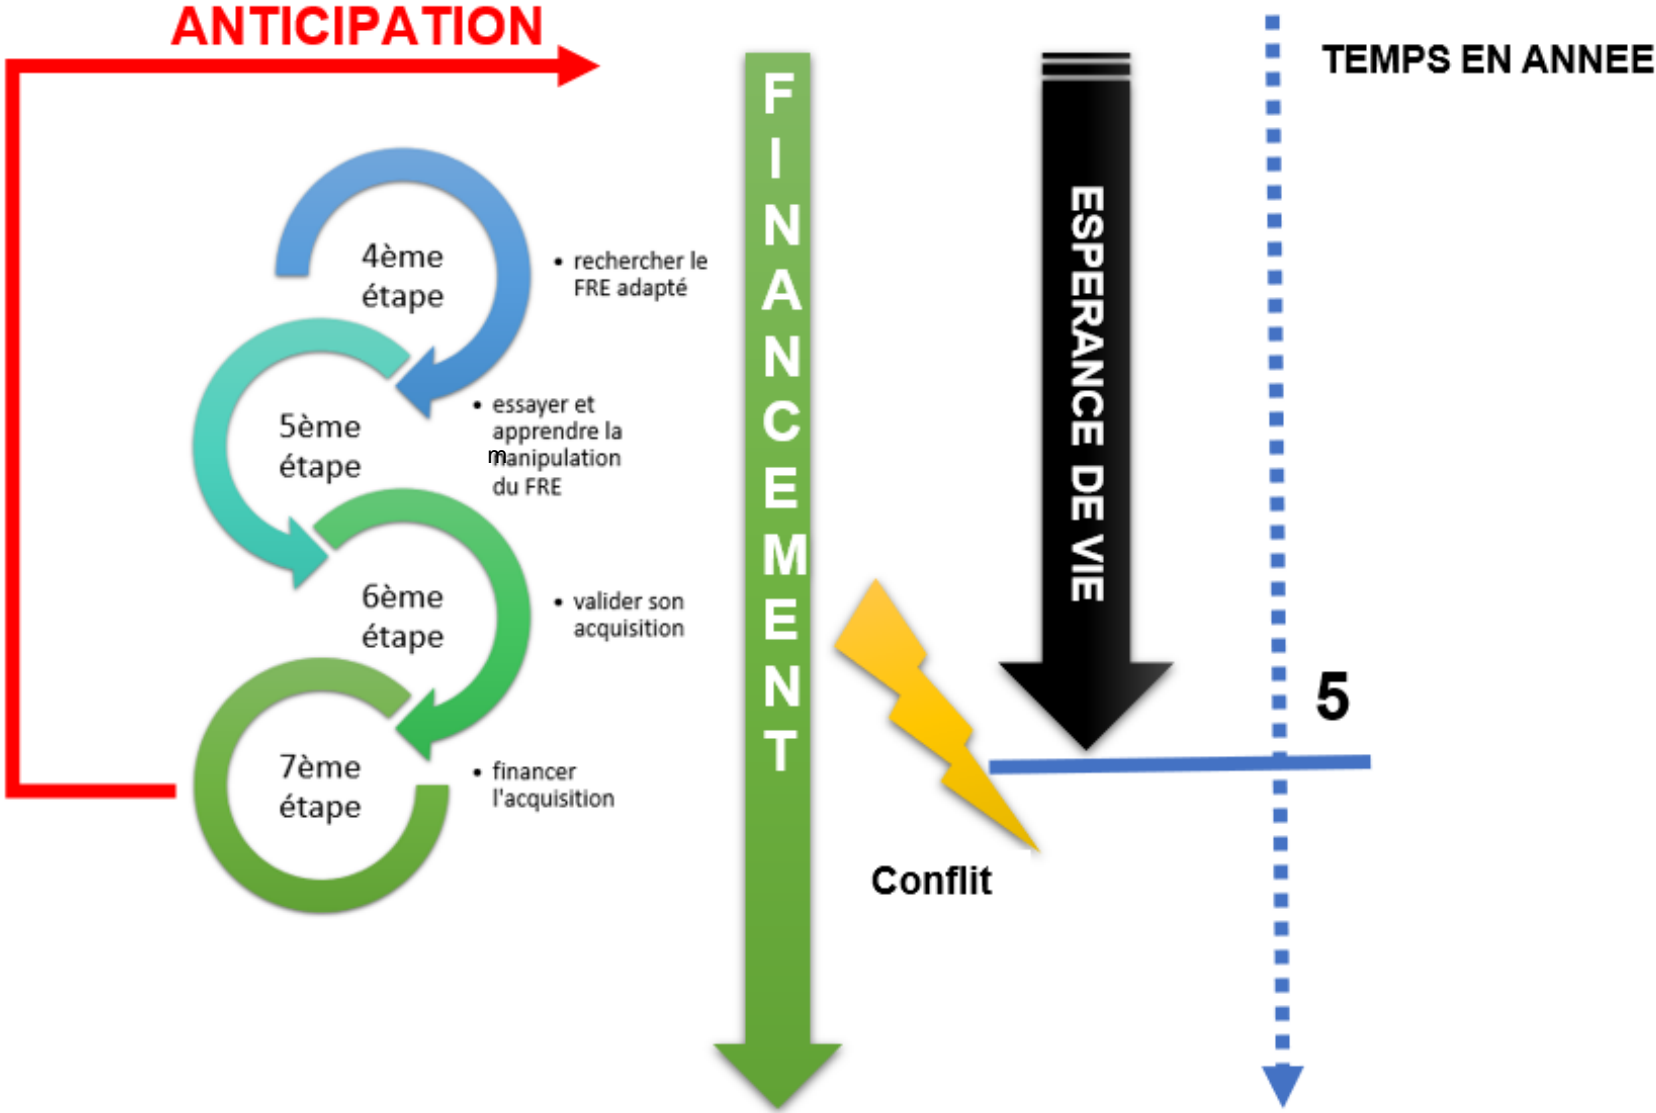 ANTICIPATION
TEMPS EN ANNEE
4ème
étape
• rechercher le
FRE adapté
5ème
étape
• essayer et
apprendre la
manipulation
du FRE
6ème
étape
• valider son
acquisition
7ème
étape
• financer
l'acquisition
FINANCEMENT
ESPERANCE DE VIE
5
Conflit